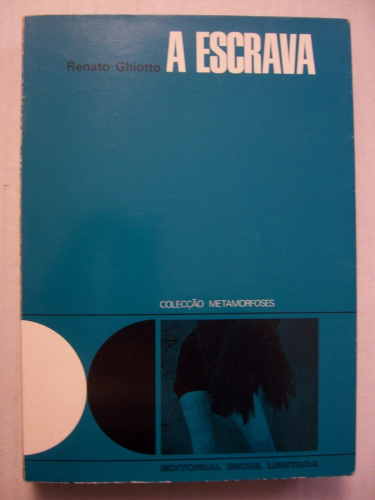 Renato Ghiotto A ESCRAVA
COLECÇÃO METAMORFOSES
EDITORIAL INOVA LIMITADA